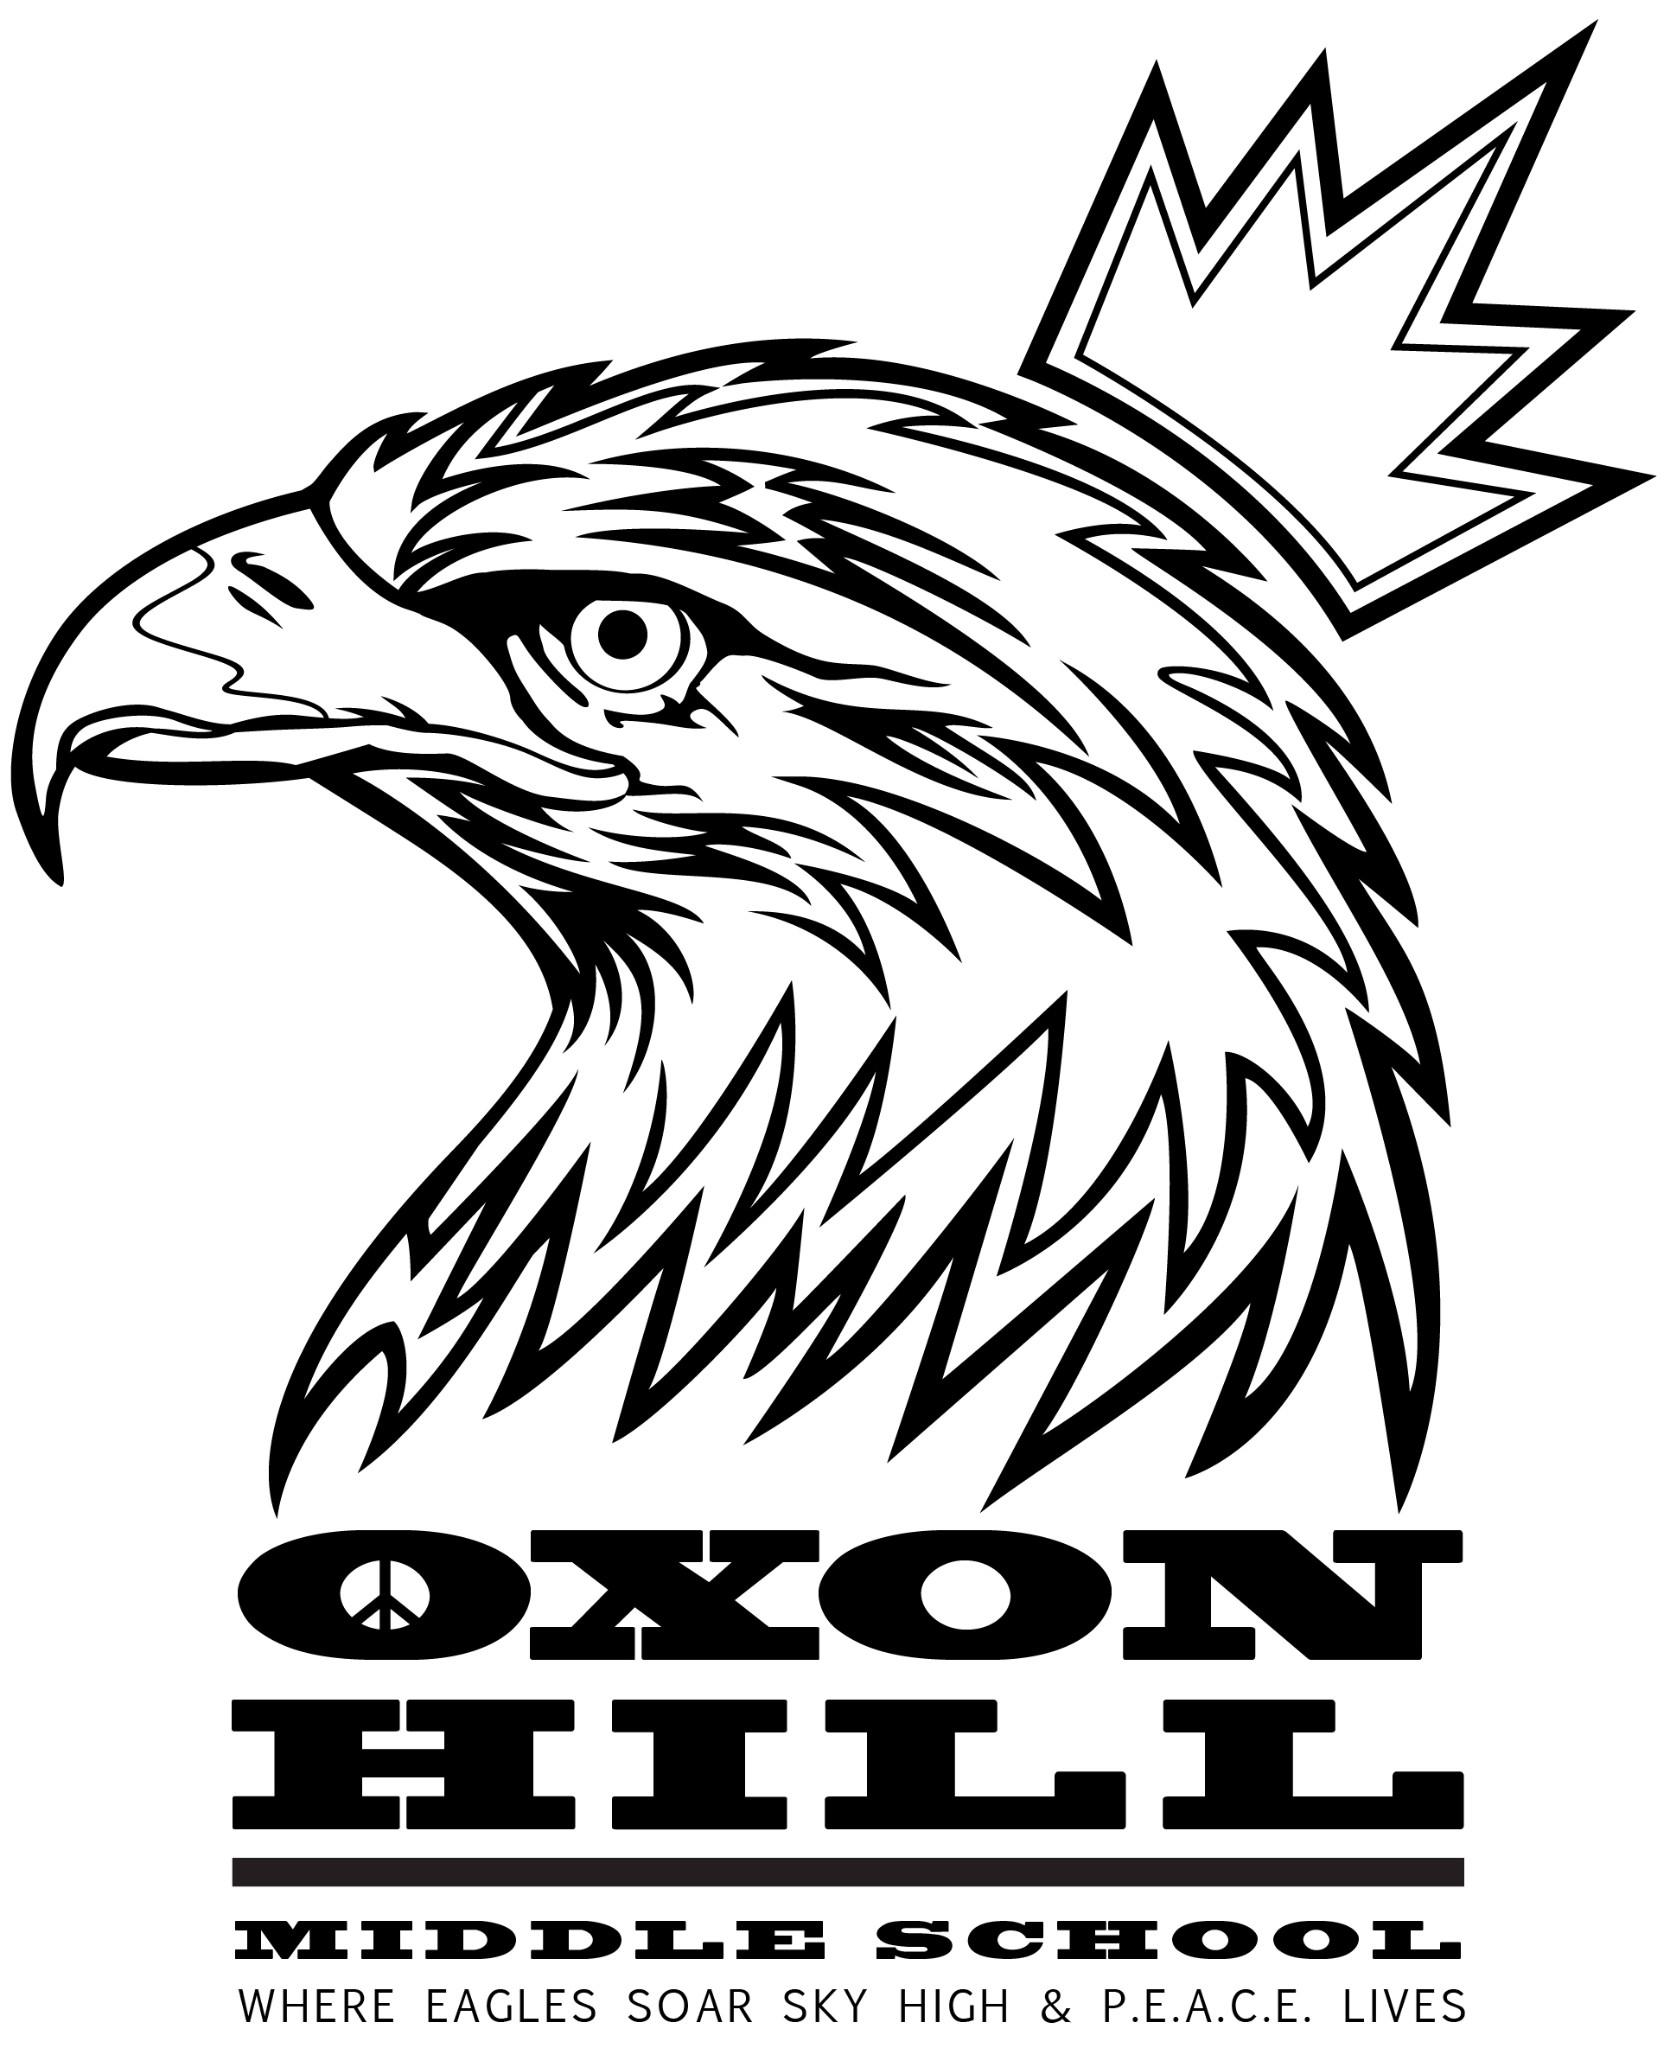 OXON
HILL
MIDDLE SCHOOL
WHERE EAGLES SOAR SKY HIGH & P.E.A.C.E. LIVES